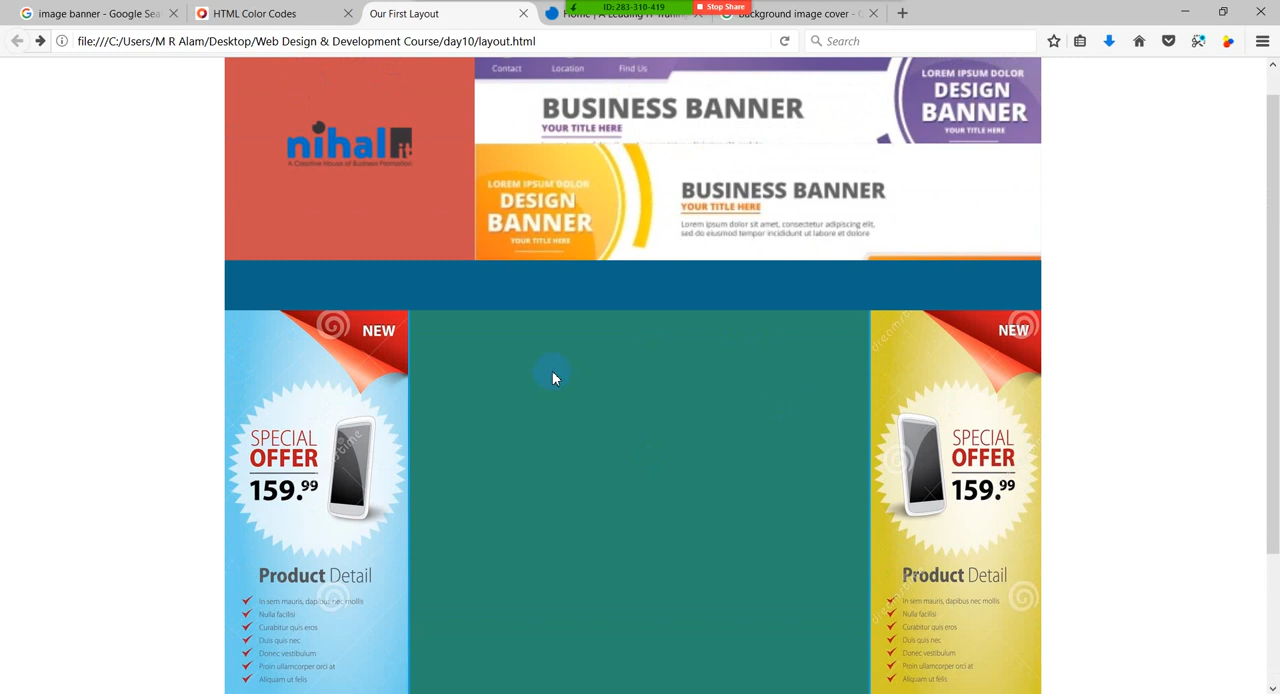 image banner - Google Sea
HTML Color Codes
Our First Layout
Home | A Leading IT Trainin
ID: 283-310-419
Stop Share
background image cover - G
file:///C:/Users/M R Alam/Desktop/Web Design & Development Course/day10/layout.html
Search
Contact
Location
Find Us
BUSINESS BANNER
YOUR TITLE HERE
LOREM IPSUM DOLOR
DESIGN
BANNER
YOUR TITLE HERE
nihal it
A Creative House of Business Promotion
LOREM IPSUM DOLOR
DESIGN
BANNER
YOUR TITLE HERE
BUSINESS BANNER
YOUR TITLE HERE
Lorem ipsum dolor sit amet, consectetur adipiscing elit,
sed do eiusmod tempor incididunt ut labore et dolore
NEW
SPECIAL
OFFER
159.99
Product Detail
In sem mauris, dapibus nec mollis
Nulla facilisi
Curabitur quis eros
Duis quis nec
Donec vestibulum
Proin ullamcorper orci at
Aliquam ut felis
NEW
SPECIAL
OFFER
159.99
Product Detail
In sem mauris, dapibus nec mollis
Nulla facilisi
Curabitur quis eros
Duis quis nec
Donec vestibulum
Proin ullamcorper orci at
Aliquam ut felis